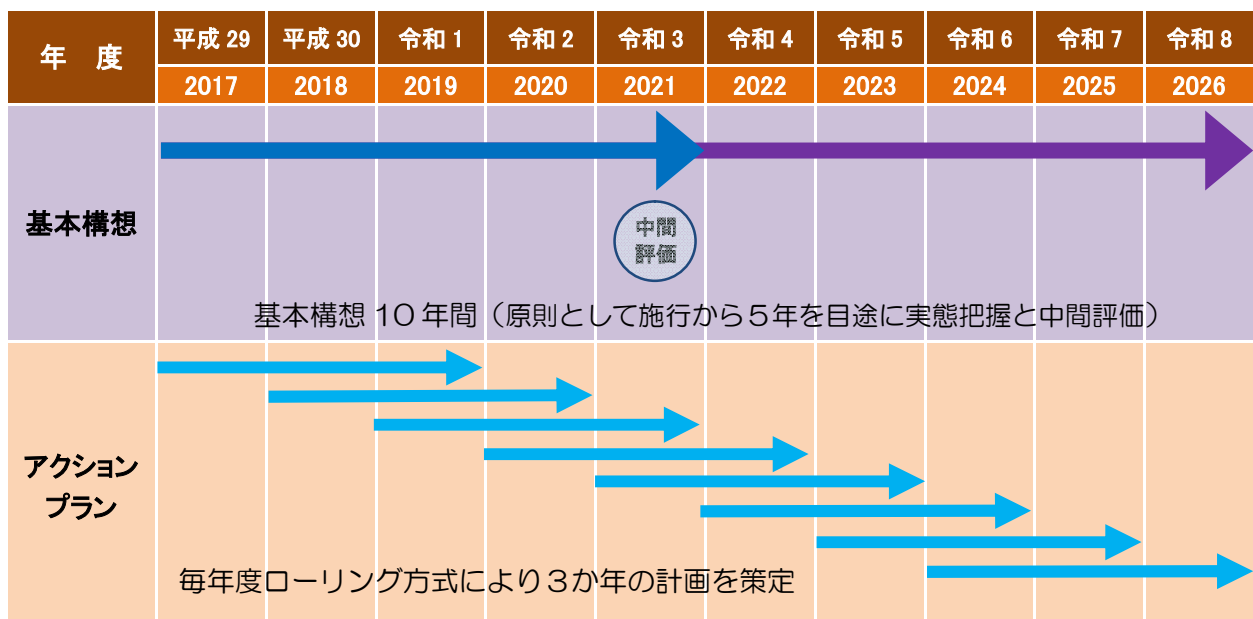 年　度
平成 29 平成 30 令和 1 令和 2 令和 3 令和 4 令和 5 令和 6 令和 7 令和 8
2017 2018 2019 2020 2021 2022 2023 2024 2025 2026
基本構想
中間
評価
基本構想 10 年間（原則として施行から５年を目途に実態把握と中間評価）
アクション
プラン
毎年度ローリング方式により３か年の計画を策定